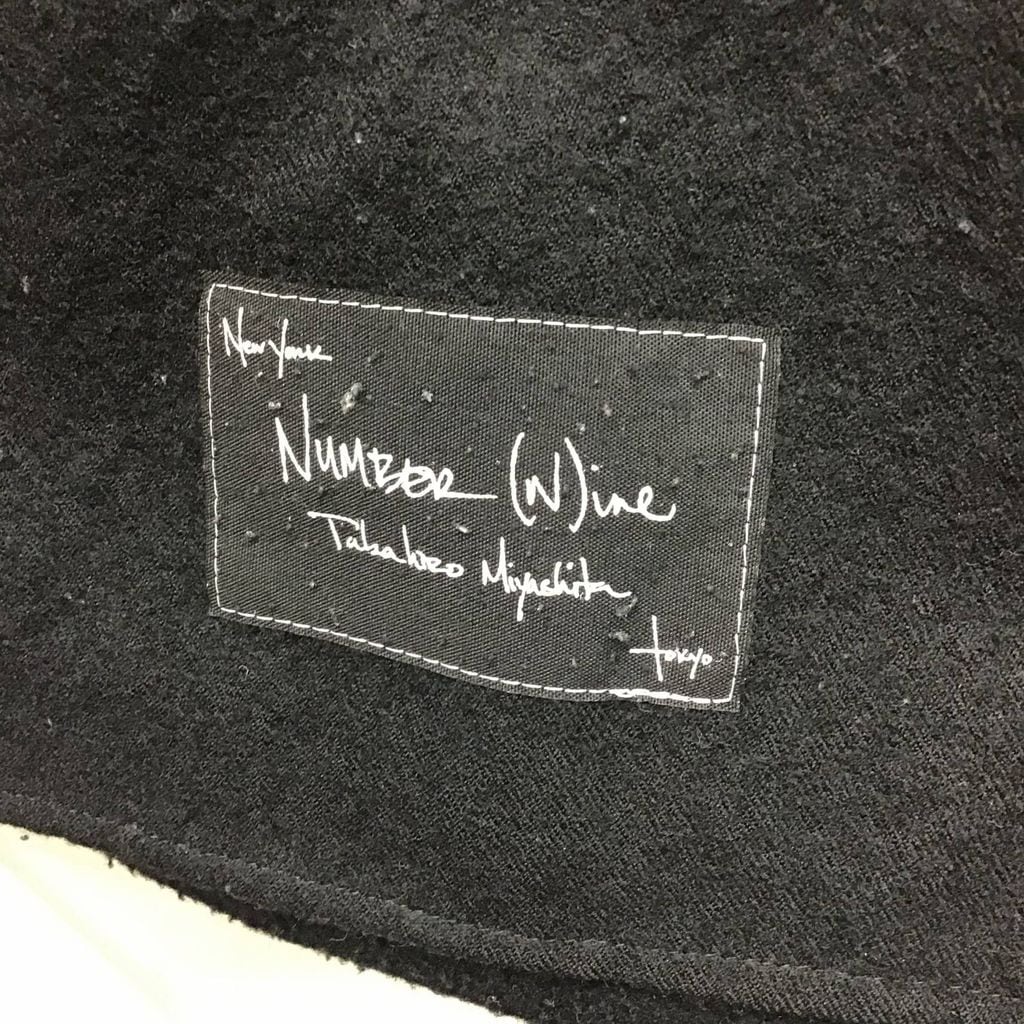 New York
NUMBER (N)ine
Takahiro Miyashita
tokyo